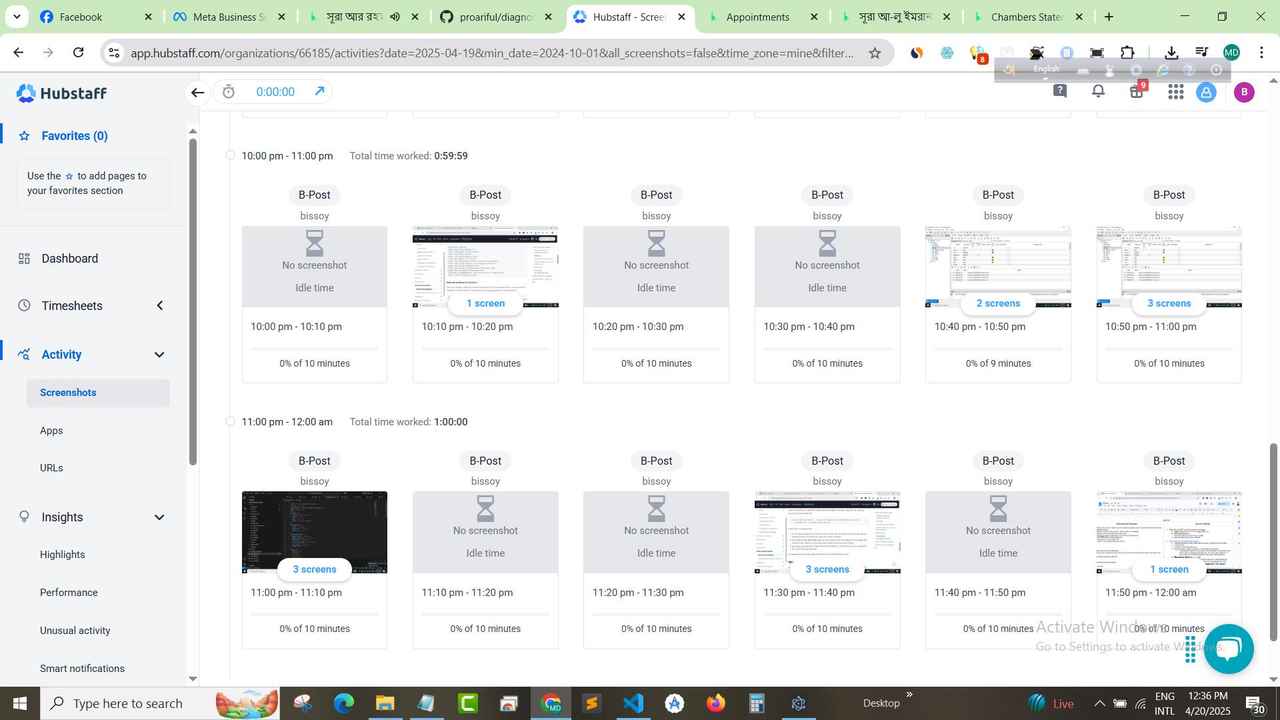 Facebook
Meta Business S
সূরা আর রহম
proariful/diagno
Hubstaff - Scree
Appointments
সূরা আ-লু ইমরান
Chambers State
app.hubstaff.com/organizations/66185/activities?date=2025-04-19&min_date=2024-10-01&all_screenshots=false&time_zone=mine&filter...
8
MD
English
Hubstaff
0:00:00
9
B
Favorites (0)
Use the to add pages to
your favorites section
Dashboard
Timesheets
Activity
Screenshots
Apps
URLs
Insights
Highlights
Performance
Unusual activity
Smart notifications
10:00 pm - 11:00 pm Total time worked: 0:59:59
B-Post B-Post B-Post B-Post B-Post B-Post
bissoy bissoy bissoy bissoy bissoy bissoy
No screenshot No screenshot No screenshot
Idle time Idle time Idle time
1 screen 2 screens 3 screens
10:00 pm - 10:10 pm 10:10 pm - 10:20 pm 10:20 pm - 10:30 pm 10:30 pm - 10:40 pm 10:40 pm - 10:50 pm 10:50 pm - 11:00 pm
0% of 10 minutes 0% of 10 minutes 0% of 10 minutes 0% of 10 minutes 0% of 9 minutes 0% of 10 minutes
11:00 pm - 12:00 am Total time worked: 1:00:00
B-Post B-Post B-Post B-Post B-Post B-Post
bissoy bissoy bissoy bissoy bissoy bissoy
No screenshot No screenshot No screenshot
Idle time Idle time Idle time
3 screens 3 screens 1 screen
11:00 pm - 11:10 pm 11:10 pm - 11:20 pm 11:20 pm - 11:30 pm 11:30 pm - 11:40 pm 11:40 pm - 11:50 pm 11:50 pm - 12:00 am
0% of 10 minutes 0% of 10 minutes 0% of 10 minutes 0% of 10 minutes 0% of 10 minutes 0% of 10 minutes
Activate Windows
Go to Settings to activate Windows.
Type here to search
Desktop
Live
ENG
INTL
12:36 PM
4/20/2025
30